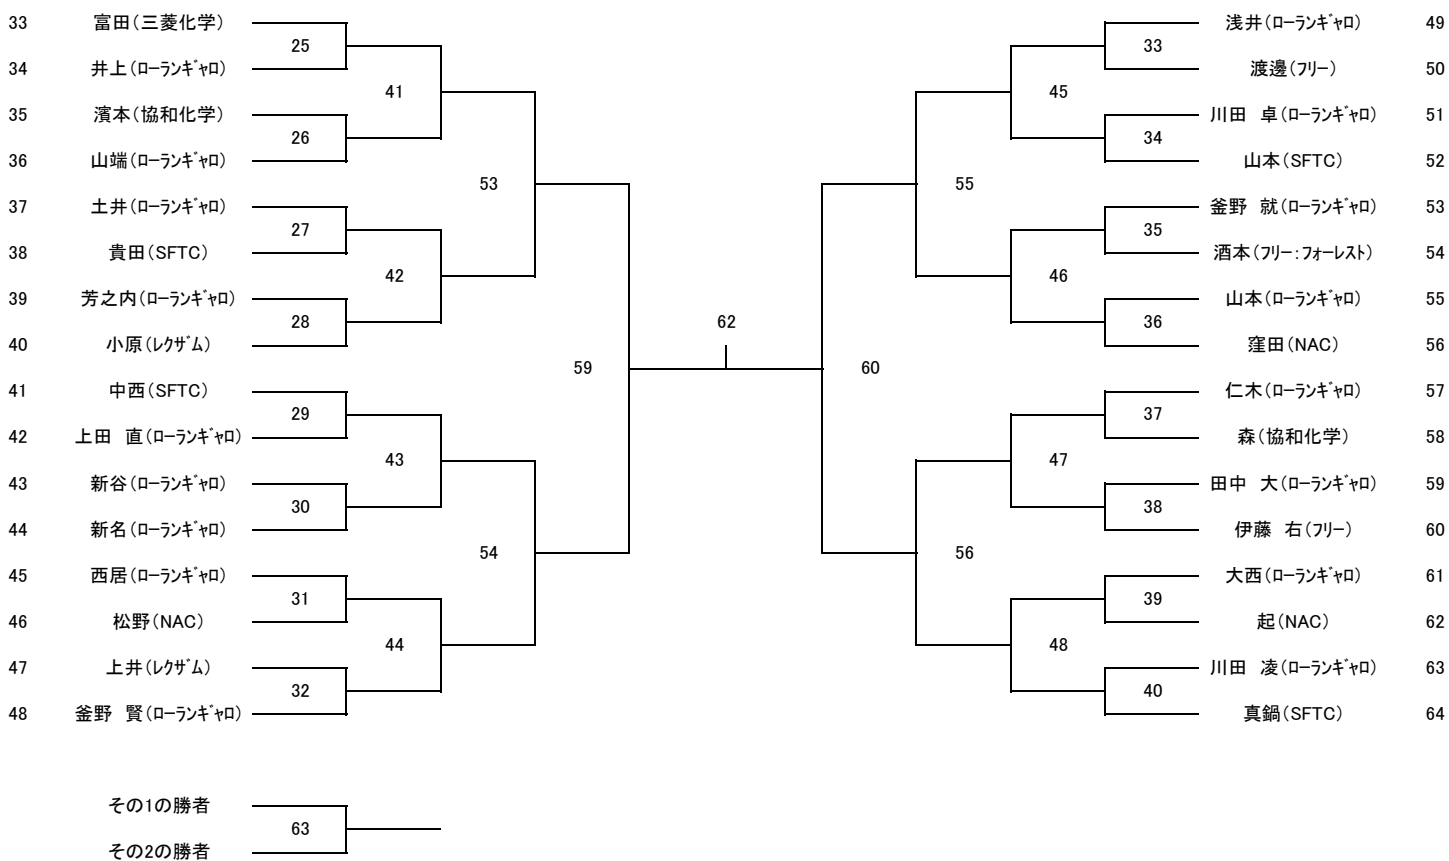 33 富田(三菱化学)
25
34 井上(ローランギャロ)
41
35 濱本(協和化学)
26
36 山端(ローランギャロ)
53
37 土井(ローランギャロ)
27
38 貴田(SFTC)
42
39 芳之内(ローランギャロ)
28
40 小原(レクザム)
59
41 中西(SFTC)
29
42 上田 直(ローランギャロ)
43
43 新谷(ローランギャロ)
30
44 新名(ローランギャロ)
54
45 西居(ローランギャロ)
31
46 松野(NAC)
44
47 上井(レクザム)
32
48 釜野 賢(ローランギャロ)
62
浅井(ローランギャロ) 49
33
渡邊(フリー) 50
45
川田 卓(ローランギャロ) 51
34
山本(SFTC) 52
55
釜野 就(ローランギャロ) 53
35
酒本(フリー:フォーレスト) 54
46
山本(ローランギャロ) 55
36
窪田(NAC) 56
60
仁木(ローランギャロ) 57
37
森(協和化学) 58
47
田中 大(ローランギャロ) 59
38
伊藤 右(フリー) 60
56
大西(ローランギャロ) 61
39
起(NAC) 62
48
川田 凌(ローランギャロ) 63
40
真鍋(SFTC) 64
その1の勝者
63
その2の勝者